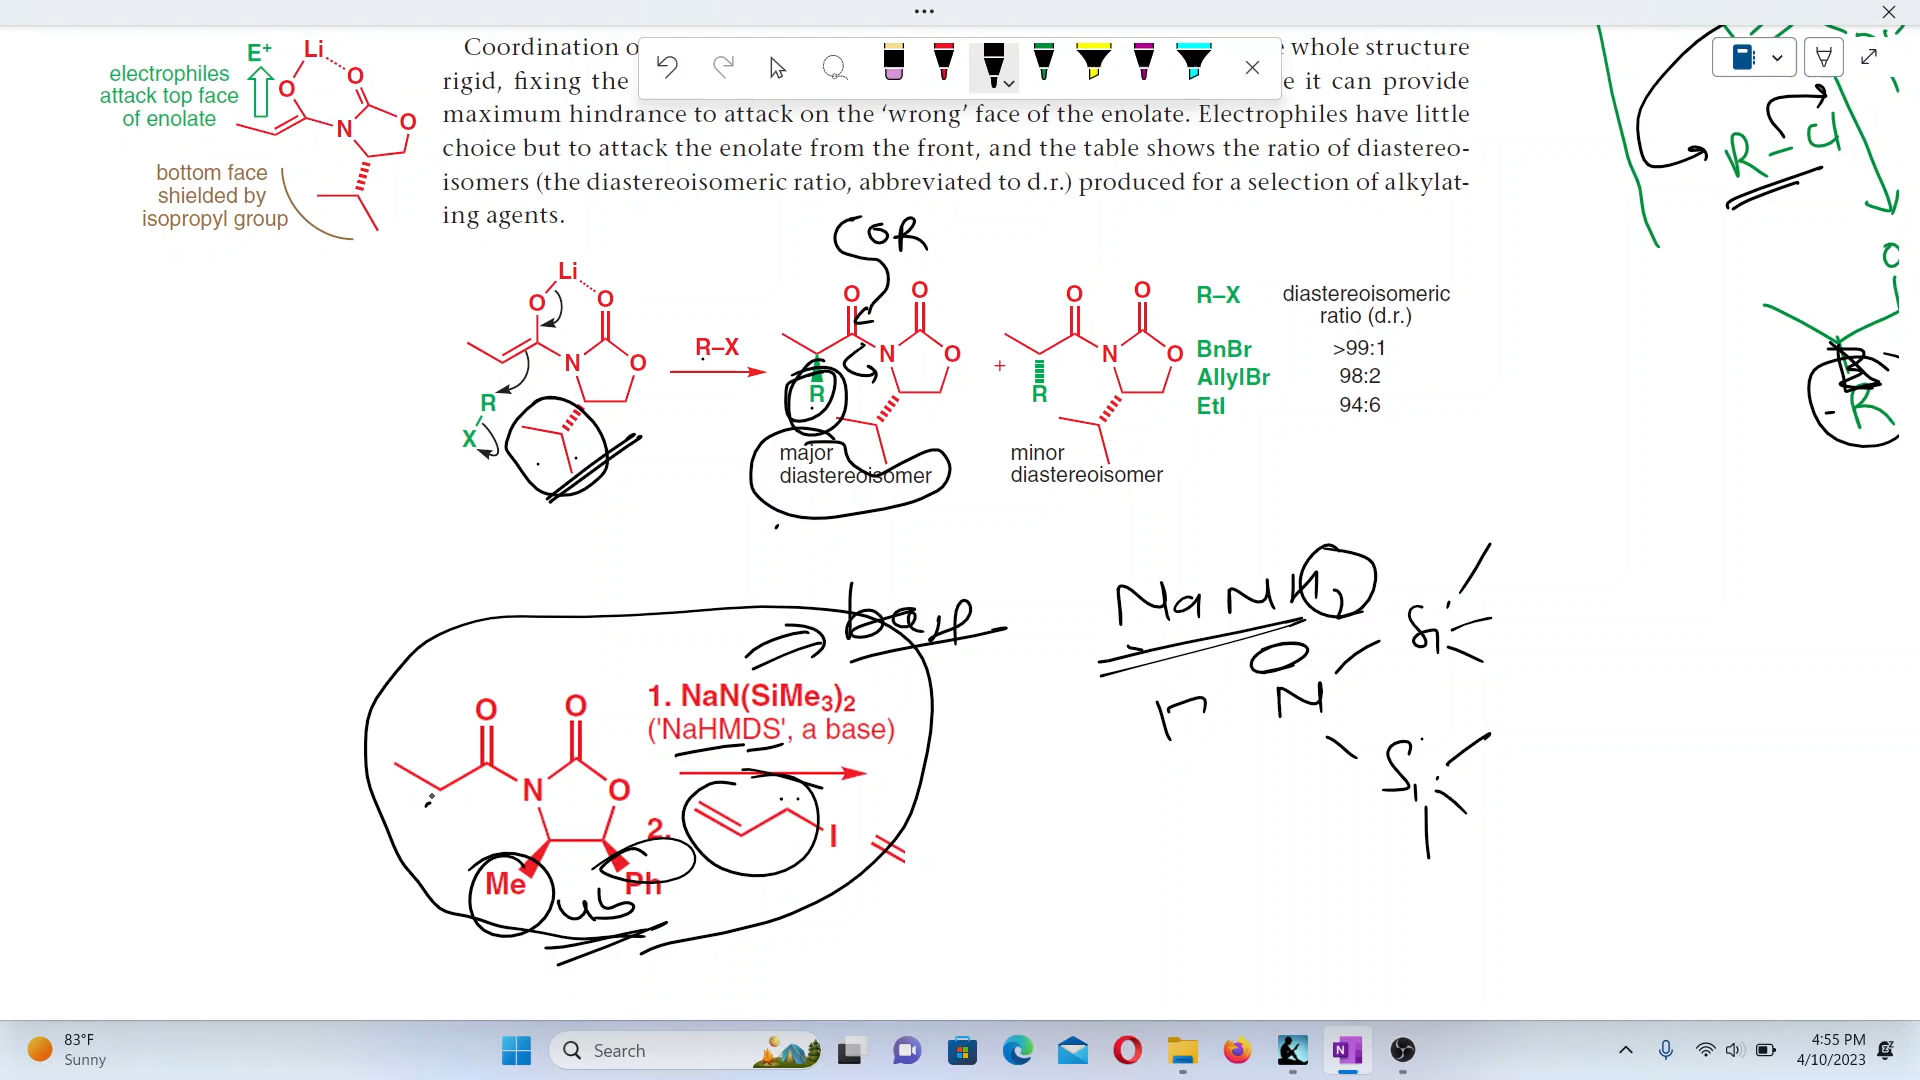 E+
Li
O
O
electrophiles
attack top face
of enolate
N
O
bottom face
shielded by
isopropyl group
Coordination o
whole structure
rigid, fixing the
e it can provide
maximum hindrance to attack on the ‘wrong’ face of the enolate. Electrophiles have little
choice but to attack the enolate from the front, and the table shows the ratio of diastereo-
isomers (the diastereoisomeric ratio, abbreviated to d.r.) produced for a selection of alkylat-
ing agents.
R-Cl
COR
Li
O
O
N
O
R
X
R–X
O
O
N
O
R
major
diastereoisomer
+
O
O
N
O
R
minor
diastereoisomer
R–X diastereoisomeric
ratio (d.r.)
BnBr >99:1
AllylBr 98:2
EtI 94:6
O
R
base
NaNH2
Si
N
Si
O
O
N
O
Me
Ph
1. NaN(SiMe3)2
('NaHMDS', a base)
2.
I
83°F
Sunny
Search
4:55 PM
4/10/2023